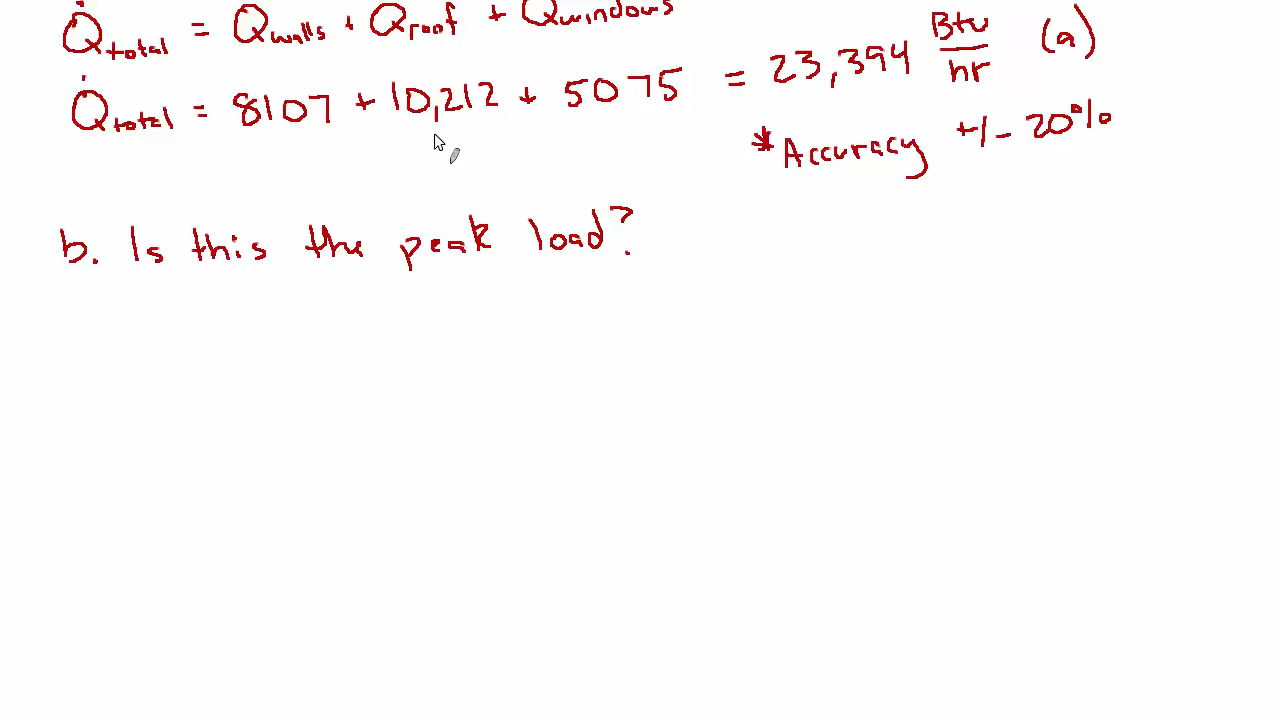 Q̇total = Qwalls + Qroof + Qwindows
Q̇total = 8107 + 10,212 + 5075 = 23,394 Btu/hr (a)
*Accuracy +/- 20%
b. Is this the peak load?